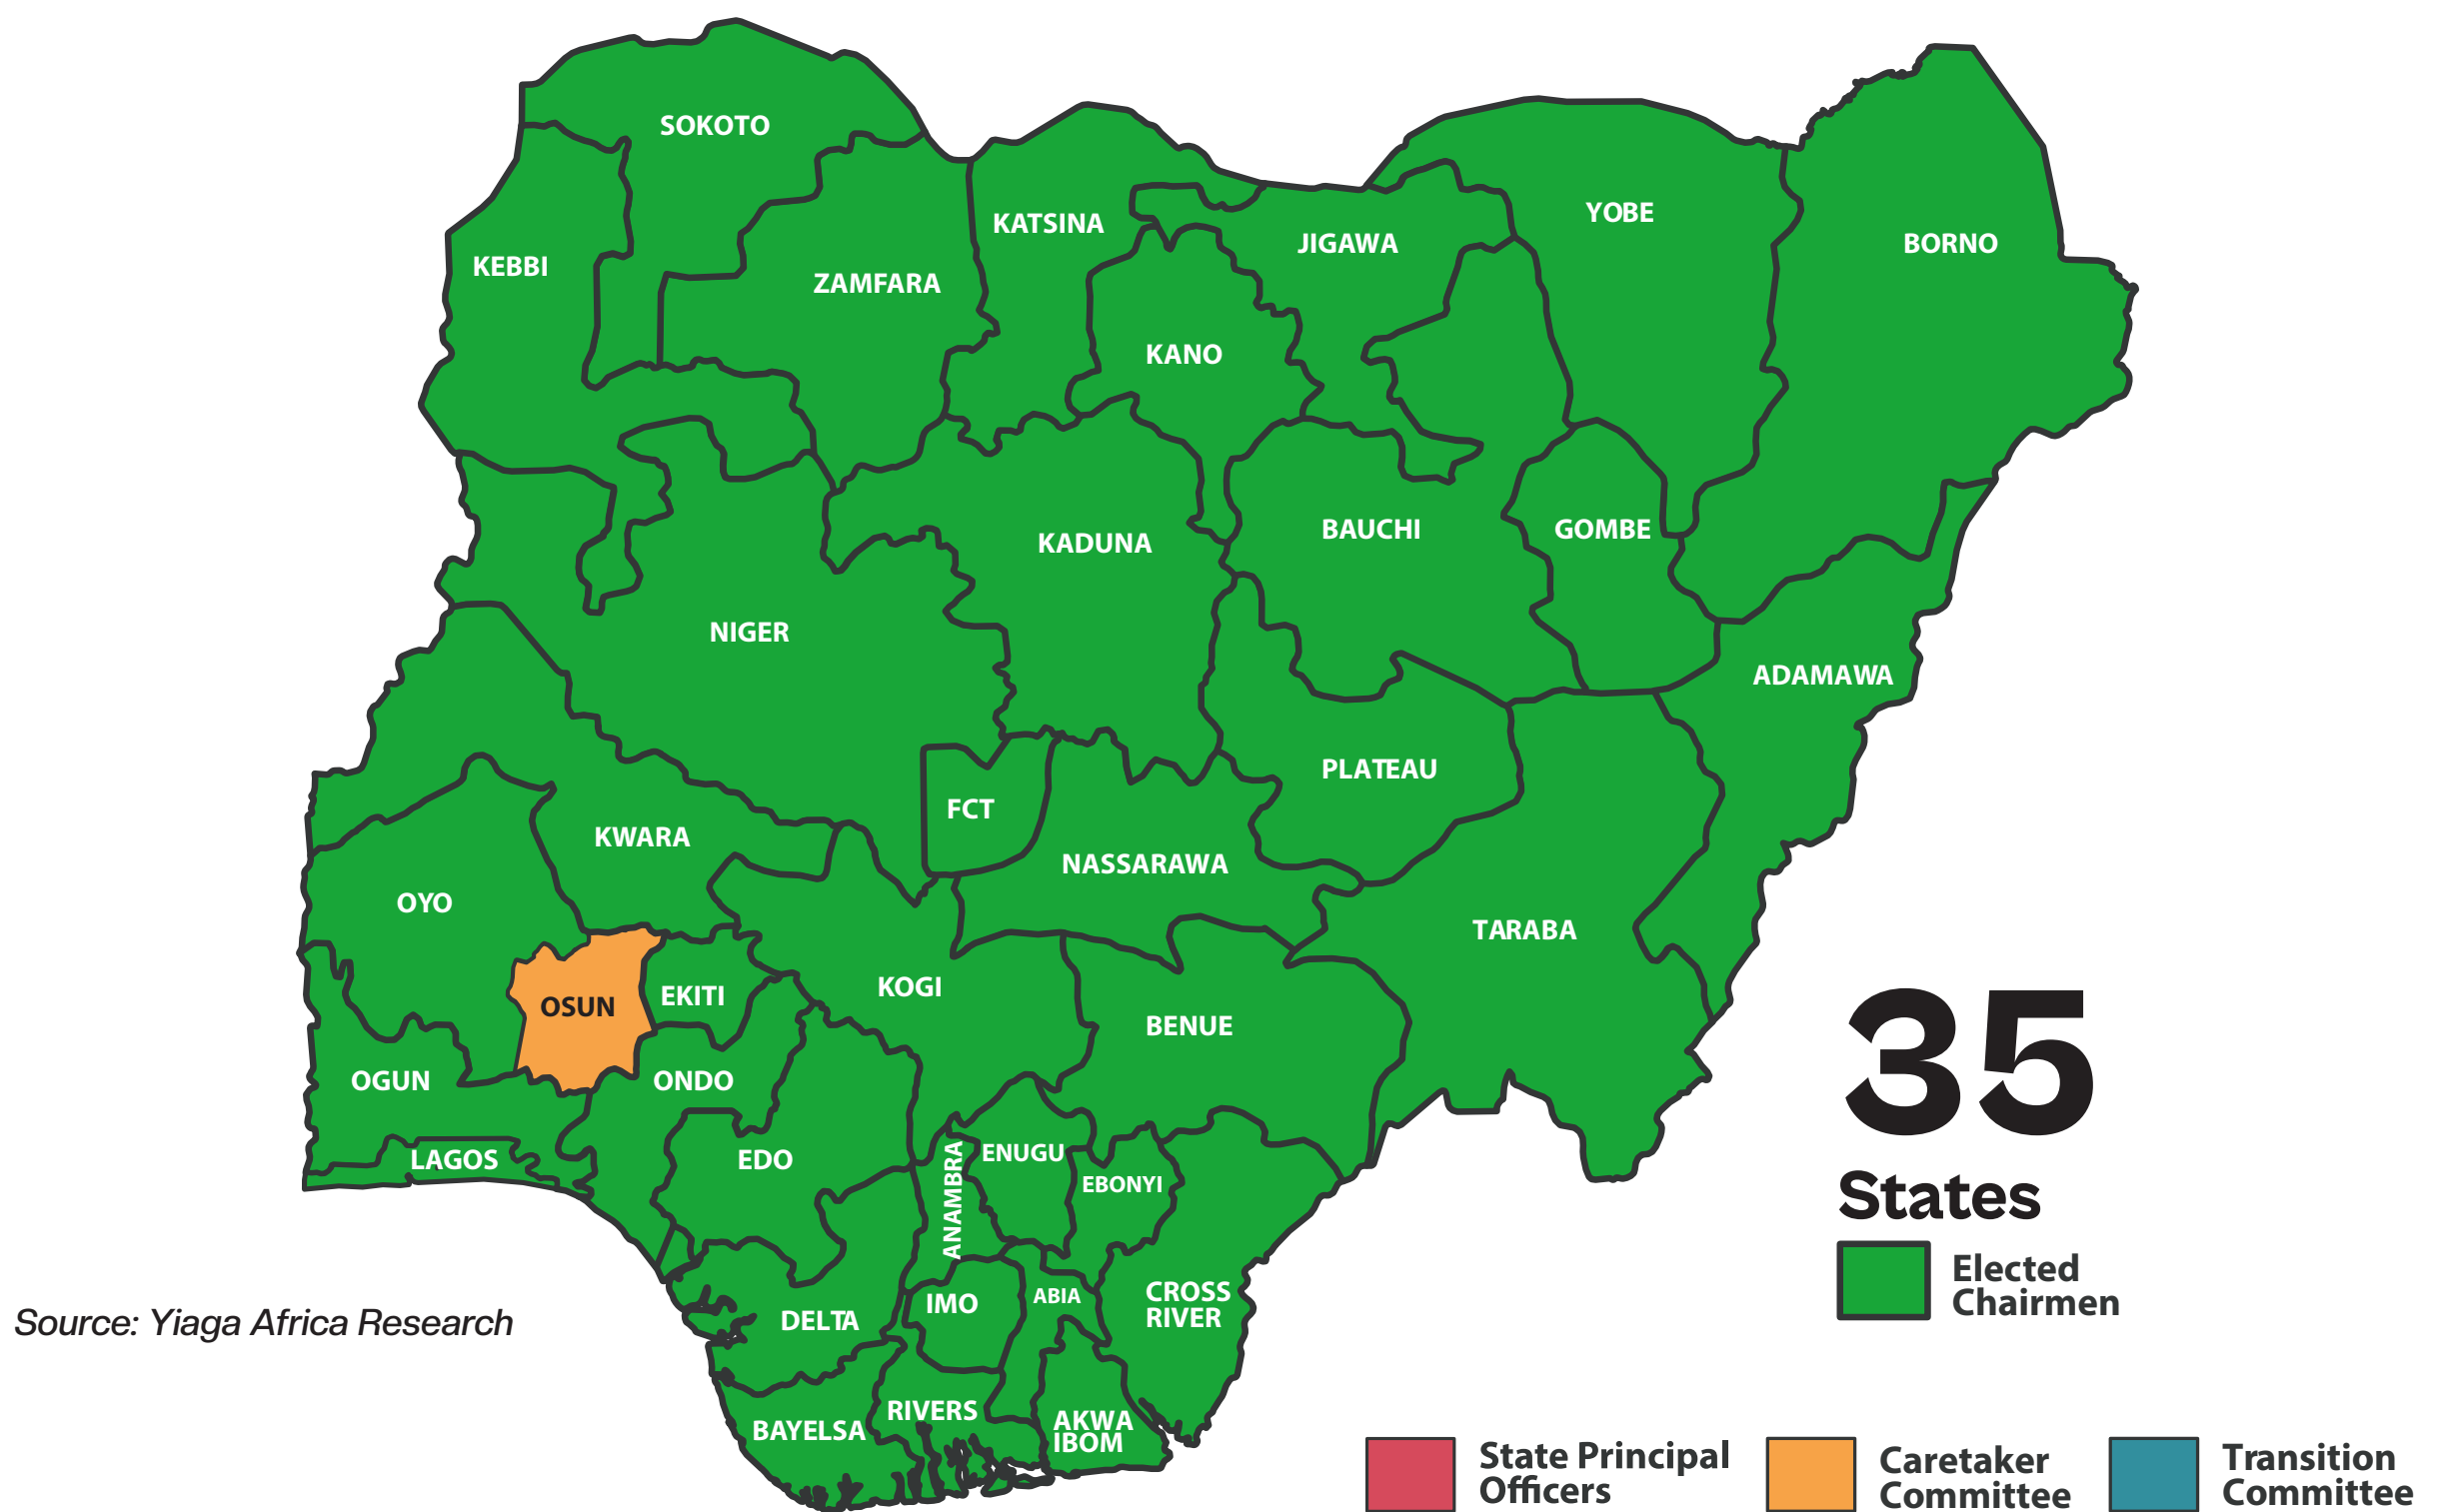 SOKOTO
KATSINA
YOBE
JIGAWA
BORNO
KEBBI
ZAMFARA
KANO
KADUNA
BAUCHI
GOMBE
NIGER
ADAMAWA
PLATEAU
FCT
KWARA
NASSARAWA
OYO
TARABA
KOGI
EKITI
OSUN
BENUE
OGUN
ONDO
LAGOS
EDO
ANAMBRA
ENUGU
EBONYI
IMO
ABIA
CROSS
RIVER
DELTA
RIVERS
BAYELSA
AKWA
IBOM
35
States
Elected
Chairmen
Source: Yiaga Africa Research
State Principal
Officers
Caretaker
Committee
Transition
Committee